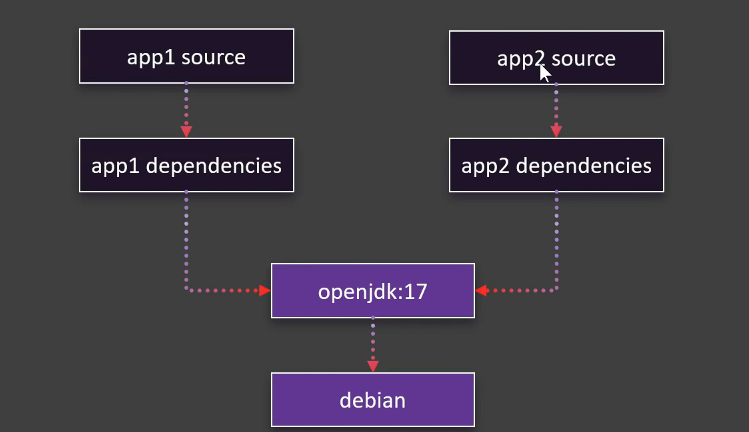 app1 source
app2 source
app1 dependencies
app2 dependencies
openjdk:17
debian